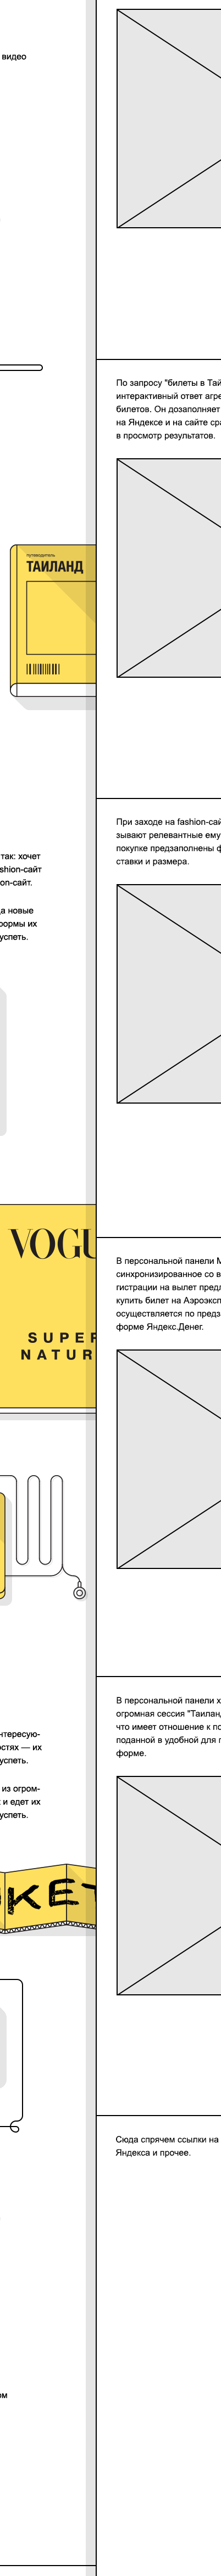 видео
Путеводитель
ТАИЛАНД
так: хочет
shion-сайт
on-сайт.
а новые
формы их
успеть.
VOGU
SUPER
NATUR
нтересую-
остях — их
успеть.
из огром-
и едет их
успеть.
KET
ом
По запросу "билеты в Тай
интерактивный ответ агре
билетов. Он дозаполняет
на Яндексе и на сайте сра
в просмотр результатов.
При заходе на fashion-сай
зывают релевантные ему
покупке предзаполнены ф
ставки и размера.
В персональной панели М
синхронизированное со в
гистрации на вылет предл
купить билет на Аэроэксп
осуществляется по предза
форме Яндекс.Денег.
В персональной панели х
огромная сессия "Таилан
что имеет отношение к по
поданной в удобной для п
форме.
Сюда спрячем ссылки на
Яндекса и прочее.